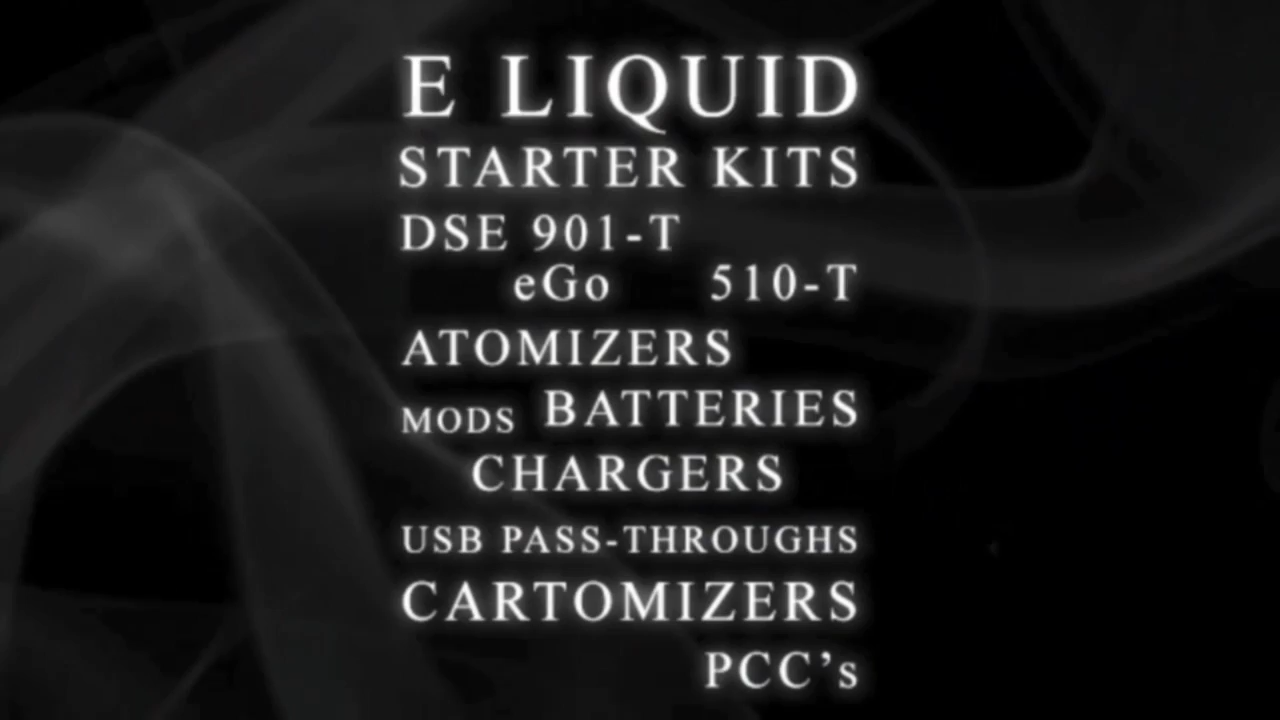 E LIQUID
STARTER KITS
DSE 901-T
eGo 510-T
ATOMIZERS
MODS BATTERIES
CHARGERS
USB PASS-THROUGHS
CARTOMIZERS
PCC’s